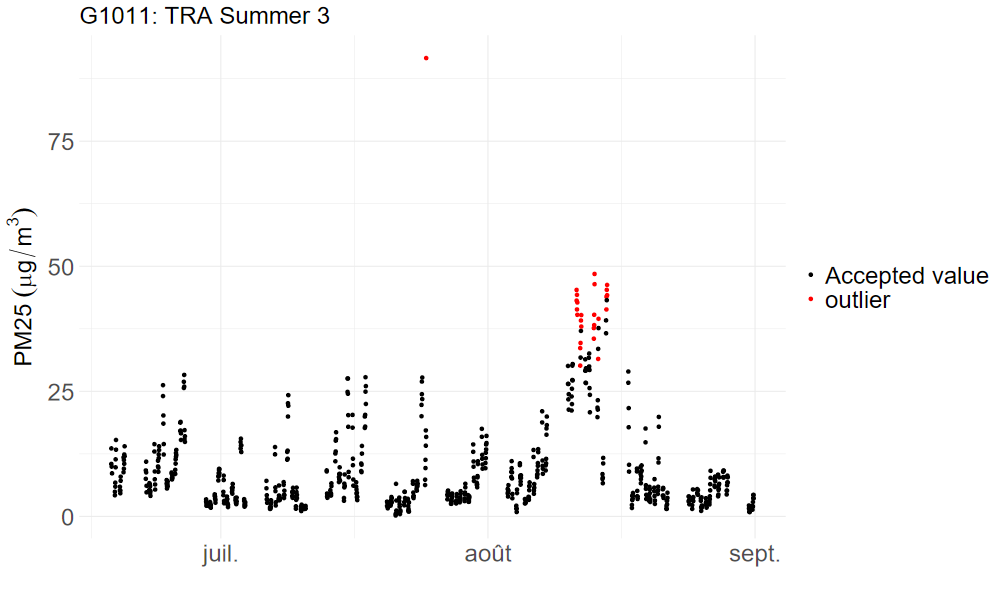 G1011: TRA Summer 3
PM25 (μg/m³)
75
50
25
0
juil.
août
sept.
Accepted value
outlier